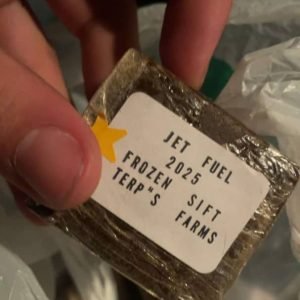 JET FUEL
2025
FROZEN SIFT
TERP"S FARMS